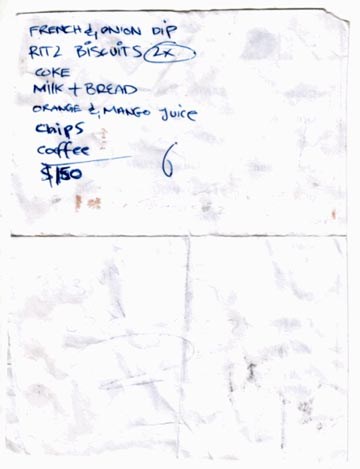 FRENCH & ONION DIP
RITZ BISCUITS 2x
COKE
MILK + BREAD
ORANGE & MANGO JUICE
CHIPS
COFFEE
$150
6